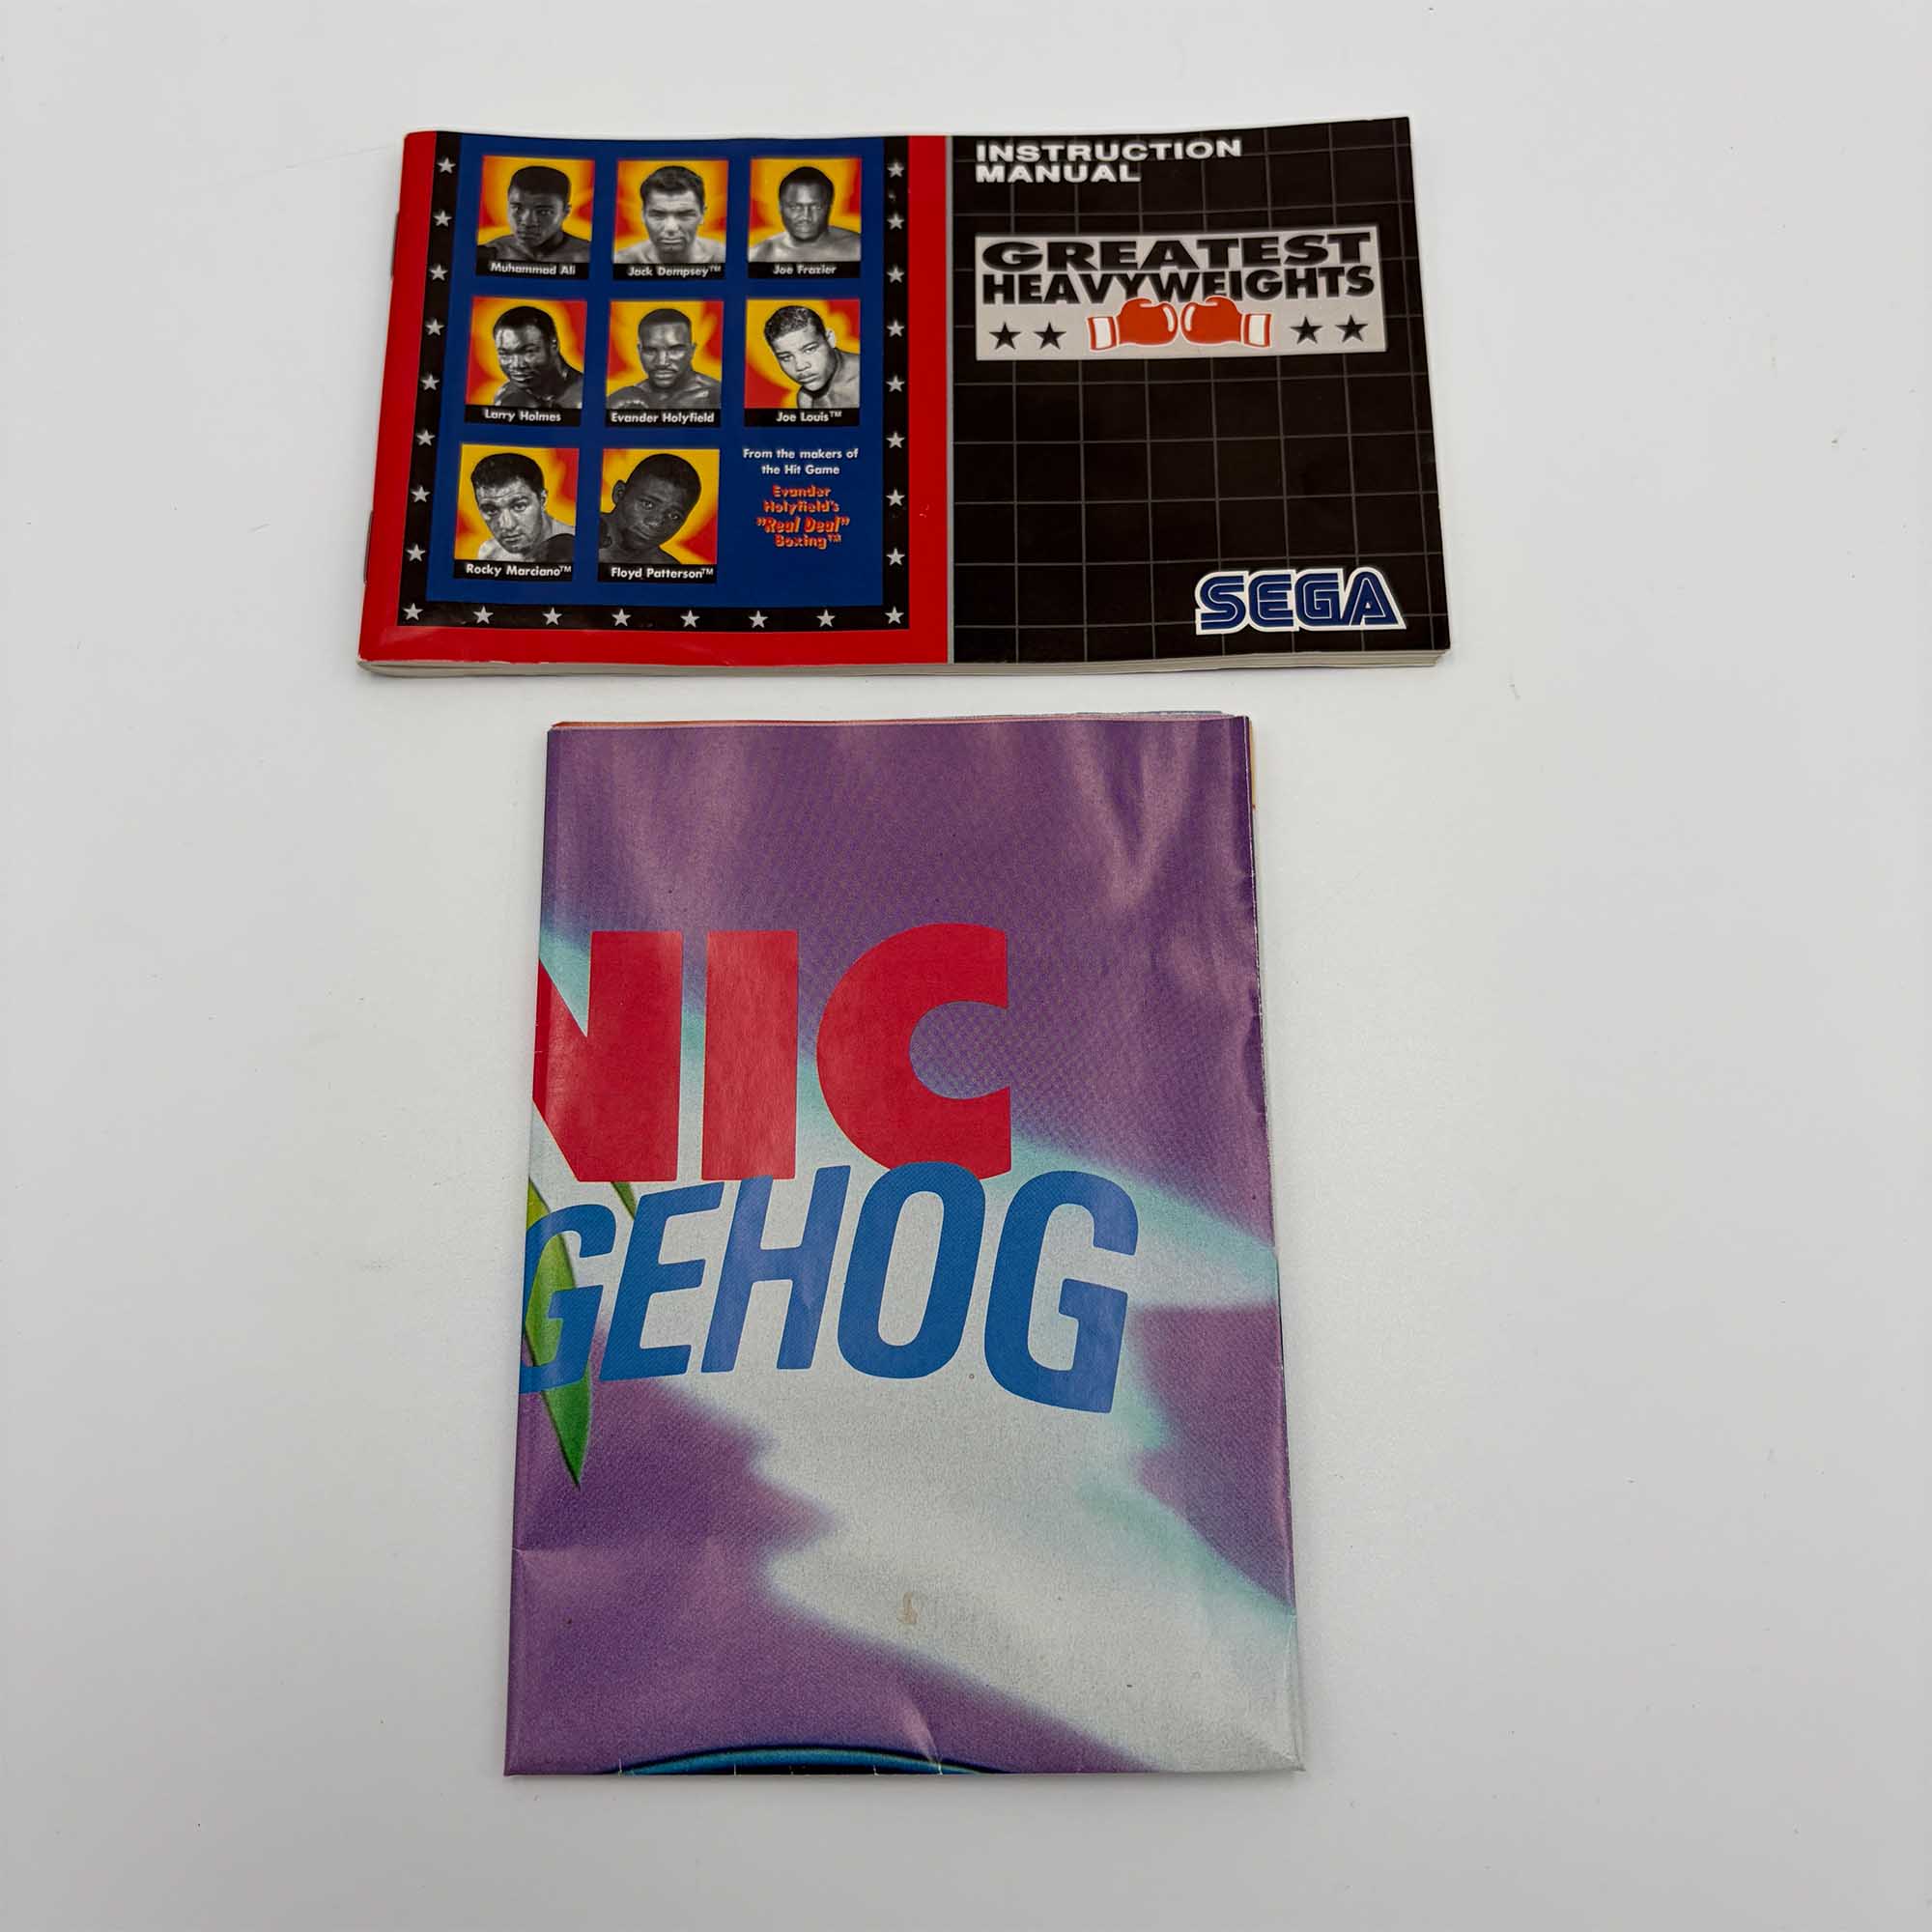 INSTRUCTION
MANUAL
GREATEST
HEAVYWEIGHTS
Muhammad Ali
Jack Dempsey™
Joe Frazier
Larry Holmes
Evander Holyfield
Joe Louis™
Rocky Marciano™
Floyd Patterson™
From the makers of
the Hit Game
Evander
Holyfield's
"Real Deal"
Boxing™
SEGA
NIC
GEHOG